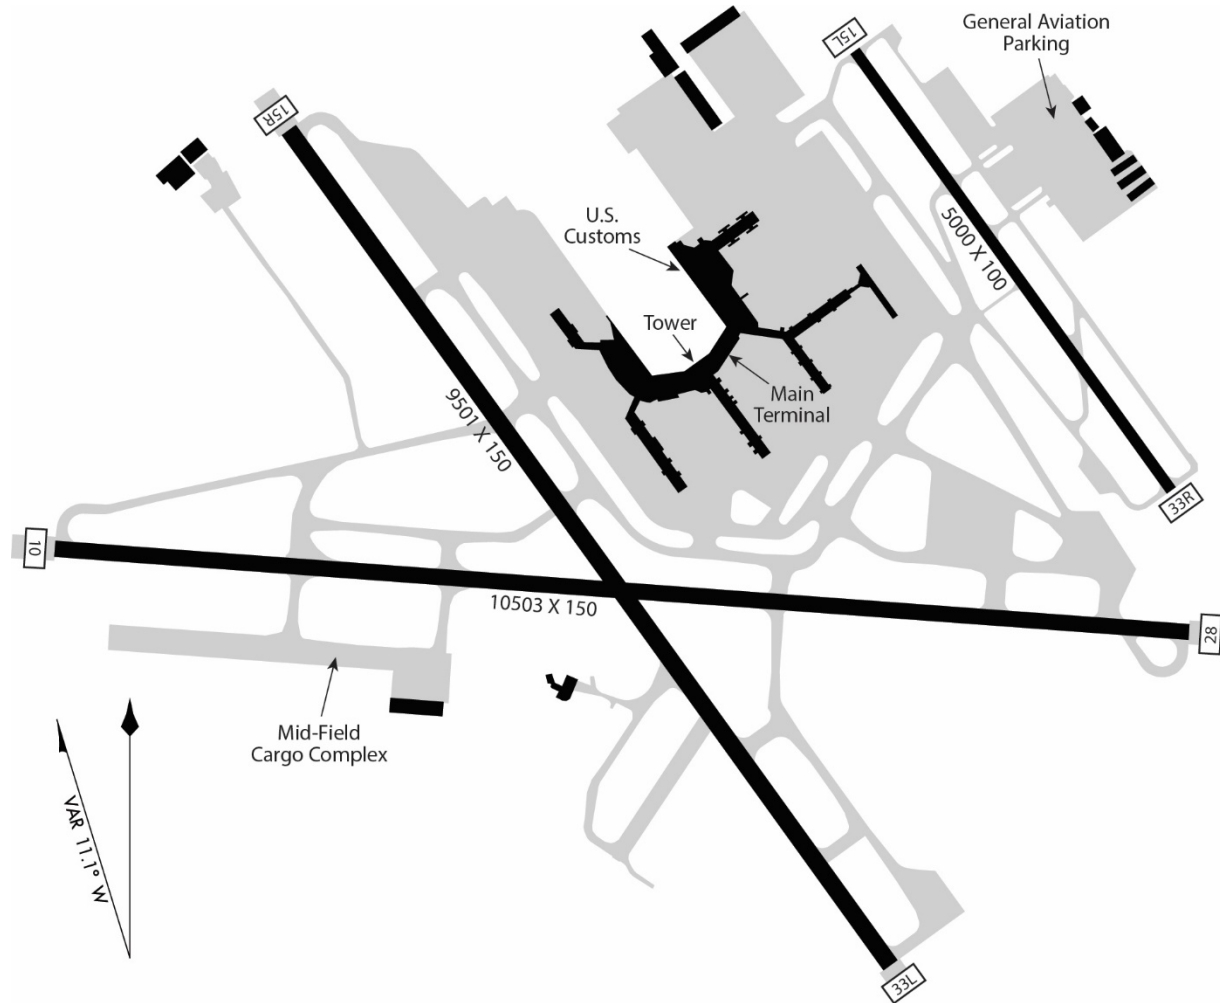 General Aviation
Parking
15L
15R
U.S.
Customs
5000 X 100
Tower
Main
Terminal
9501 X 150
33R
10
10503 X 150
28
Mid-Field
Cargo Complex
VAR 11.1° W
33L